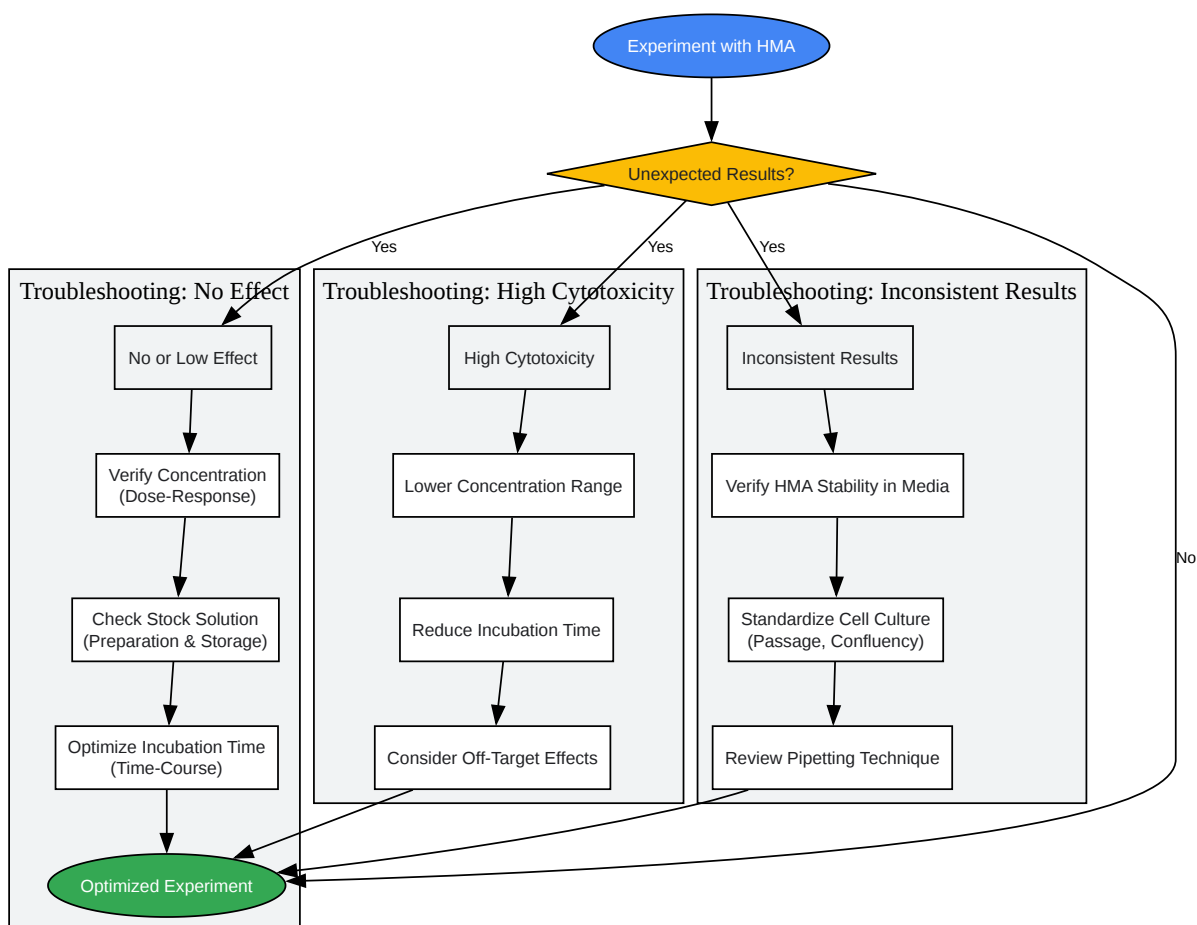 Experiment with HMA
Unexpected Results?
Yes
Yes
Yes
Troubleshooting: No Effect
Troubleshooting: High Cytotoxicity
Troubleshooting: Inconsistent Results
No or Low Effect
High Cytotoxicity
Inconsistent Results
Verify Concentration
(Dose-Response)
Lower Concentration Range
Verify HMA Stability in Media
No
Check Stock Solution
(Preparation & Storage)
Reduce Incubation Time
Standardize Cell Culture
(Passage, Confluency)
Optimize Incubation Time
(Time-Course)
Consider Off-Target Effects
Review Pipetting Technique
Optimized Experiment